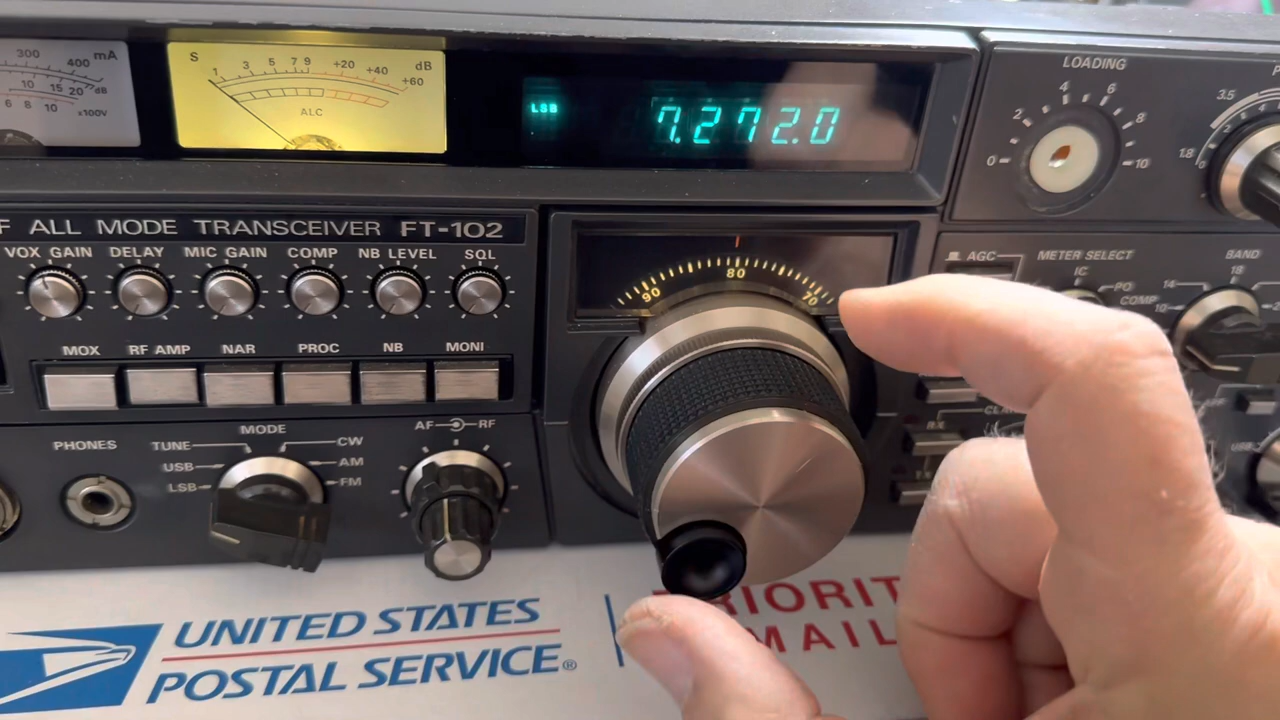 300 400 mA
10 15 20 dB
6 8 10 x100V
S 1 3 5 7 9 +20 +40 +60 dB
ALC
LSB 7.272.0
LOADING
0 2 4 6 8 10
3.5
1.8
ALL MODE TRANSCEIVER FT-102
VOX GAIN DELAY MIC GAIN COMP NB LEVEL SQL
90 80 70
AGC METER SELECT BAND
IC PO COMP
18 14 10
MOX RF AMP NAR PROC NB MONI
PHONES
MODE
TUNE CW
USB AM
LSB FM
AF RF
RX
UNITED STATES
POSTAL SERVICE®
MAIL